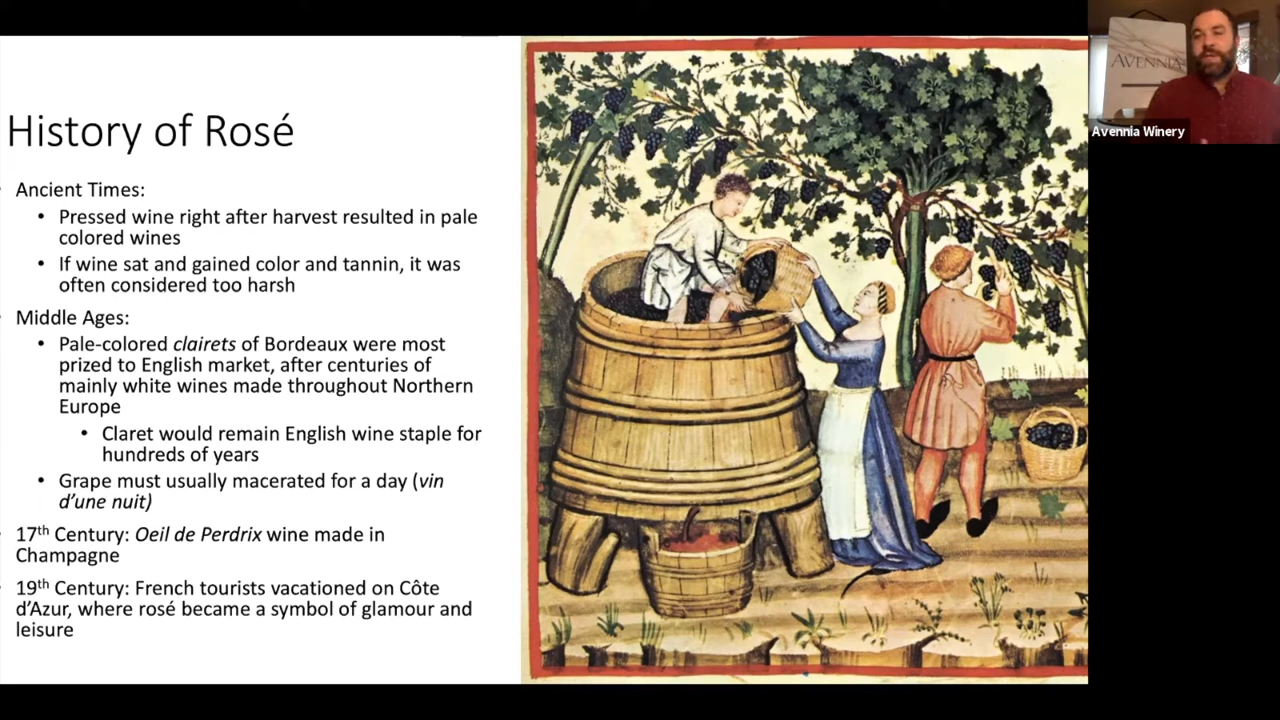 History of Rosé
Ancient Times:
• Pressed wine right after harvest resulted in pale
colored wines
• If wine sat and gained color and tannin, it was
often considered too harsh
Middle Ages:
• Pale-colored clairets of Bordeaux were most
prized to English market, after centuries of
mainly white wines made throughout Northern
Europe
• Claret would remain English wine staple for
hundreds of years
• Grape must usually macerated for a day (vin
d’une nuit)
17th Century: Oeil de Perdrix wine made in
Champagne
19th Century: French tourists vacationed on Côte
d’Azur, where rosé became a symbol of glamour and
leisure
AVENNIA
Avennia Winery